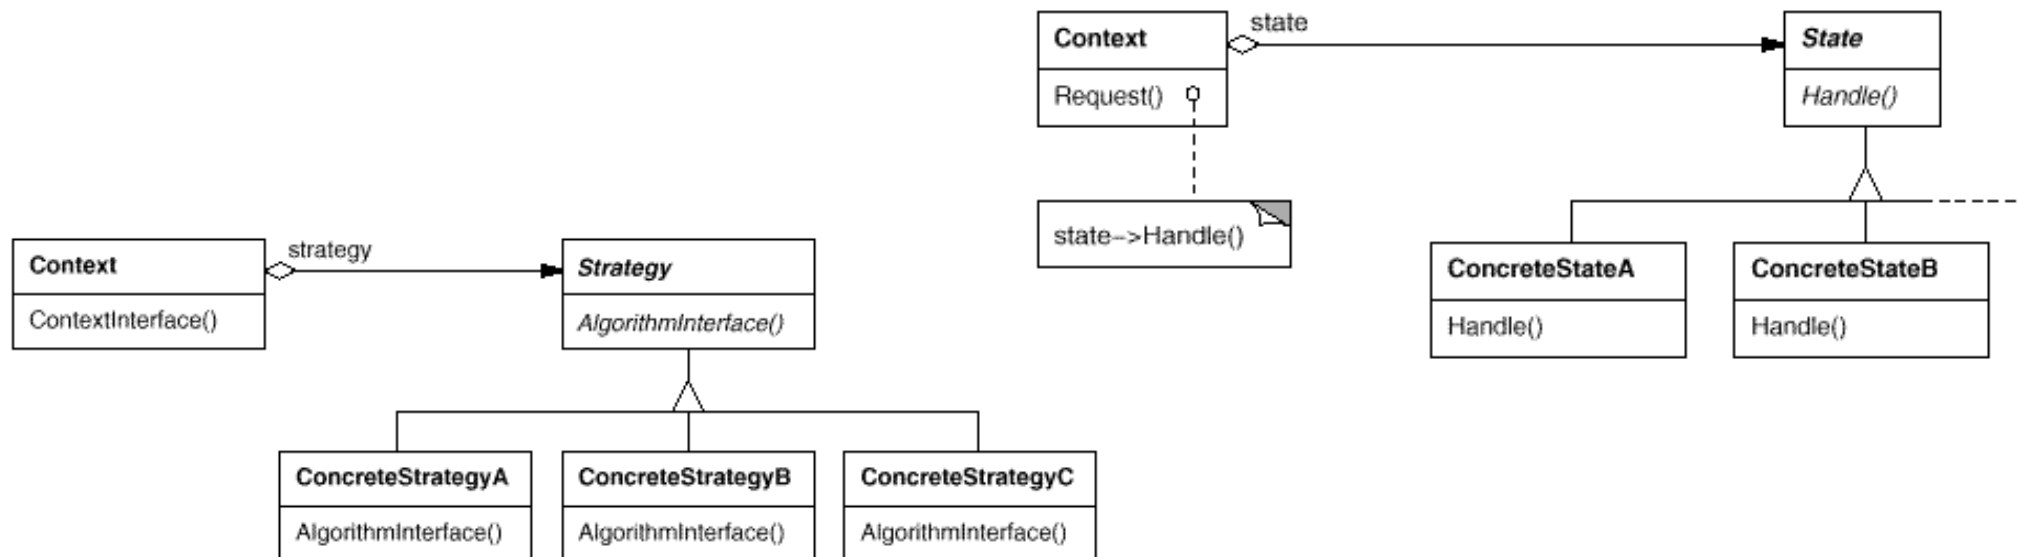 Context
ContextInterface()
strategy
Strategy
AlgorithmInterface()
ConcreteStrategyA
AlgorithmInterface()
ConcreteStrategyB
AlgorithmInterface()
ConcreteStrategyC
AlgorithmInterface()
Context
Request()
state
State
Handle()
state->Handle()
ConcreteStateA
Handle()
ConcreteStateB
Handle()